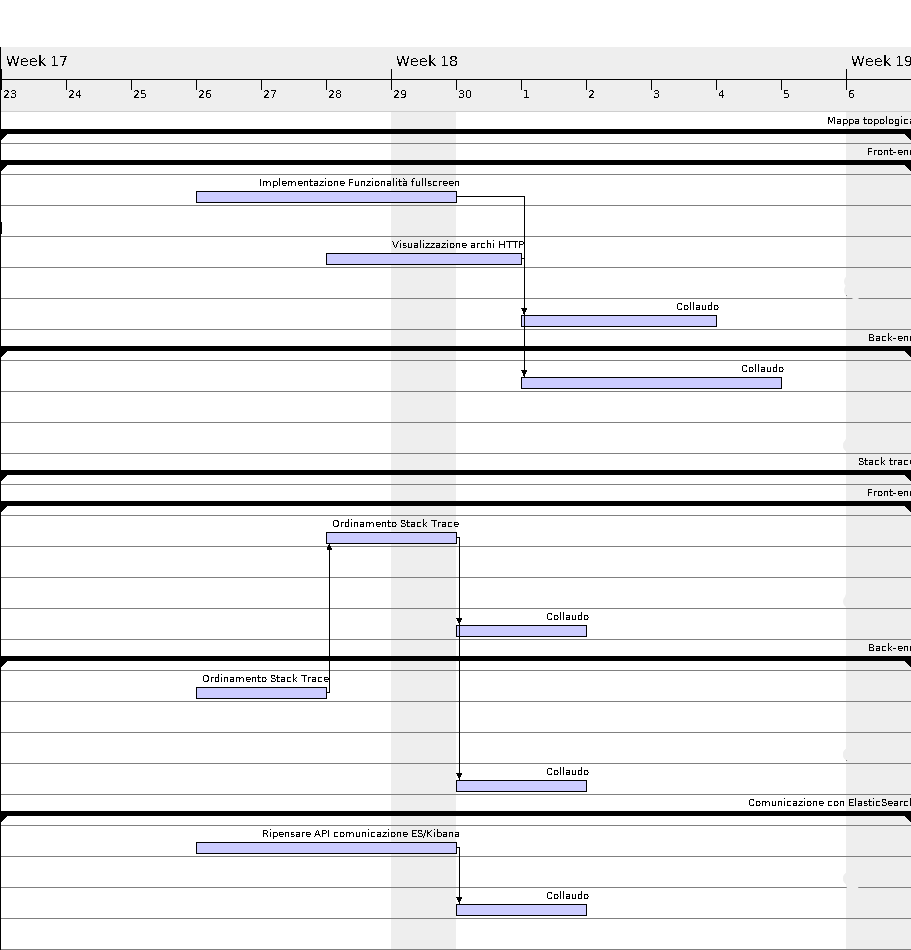 Week 17 Week 18 Week 19
23 24 25 26 27 28 29 30 1 2 3 4 5 6
Mappa topologica
Front-en
Implementazione Funzionalità fullscreen
Visualizzazione archi HTTP
Collaudo
Back-en
Collaudo
Stack trace
Front-en
Ordinamento Stack Trace
Collaudo
Back-en
Ordinamento Stack Trace
Collaudo
Comunicazione con ElasticSearch
Ripensare API comunicazione ES/Kibana
Collaudo